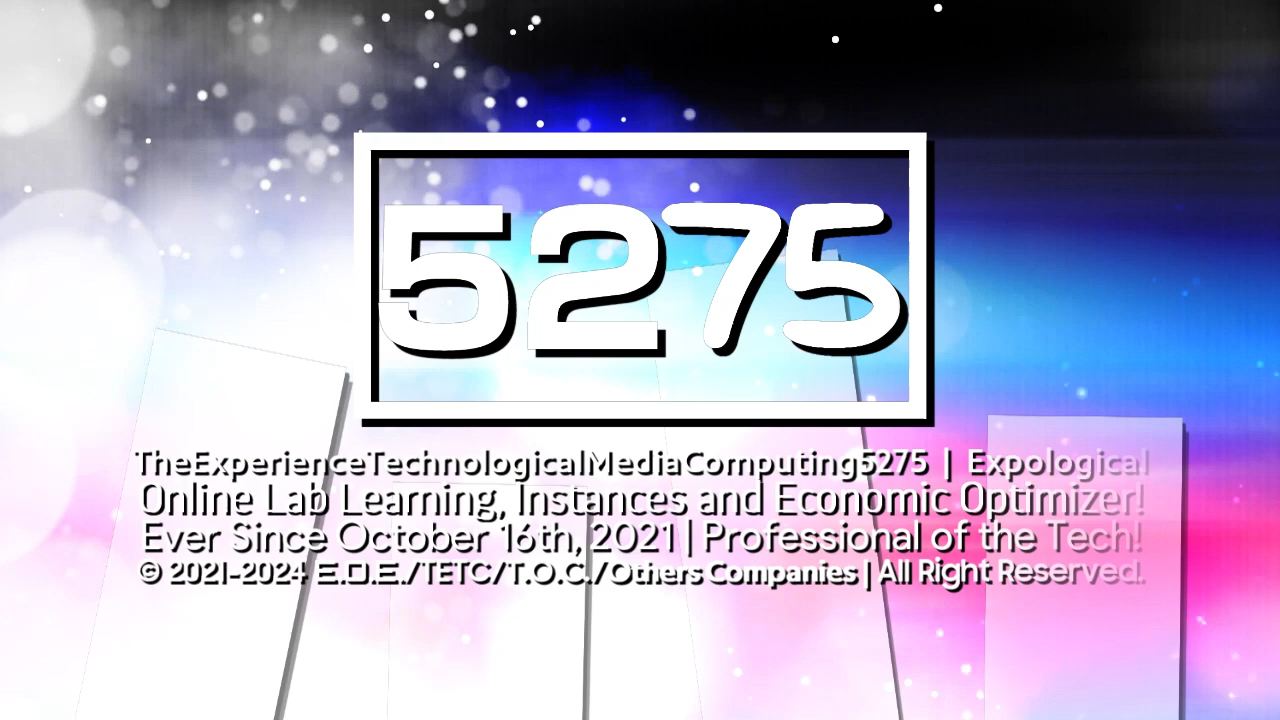 5275
TheExperienceTechnologicalMediaComputing5275 | Expological
Online Lab Learning, Instances and Economic Optimizer!
Ever Since October 16th, 2021 | Professional of the Tech!
© 2021-2024 E.D.E./TETC/T.O.C./Others Companies | All Right Reserved.